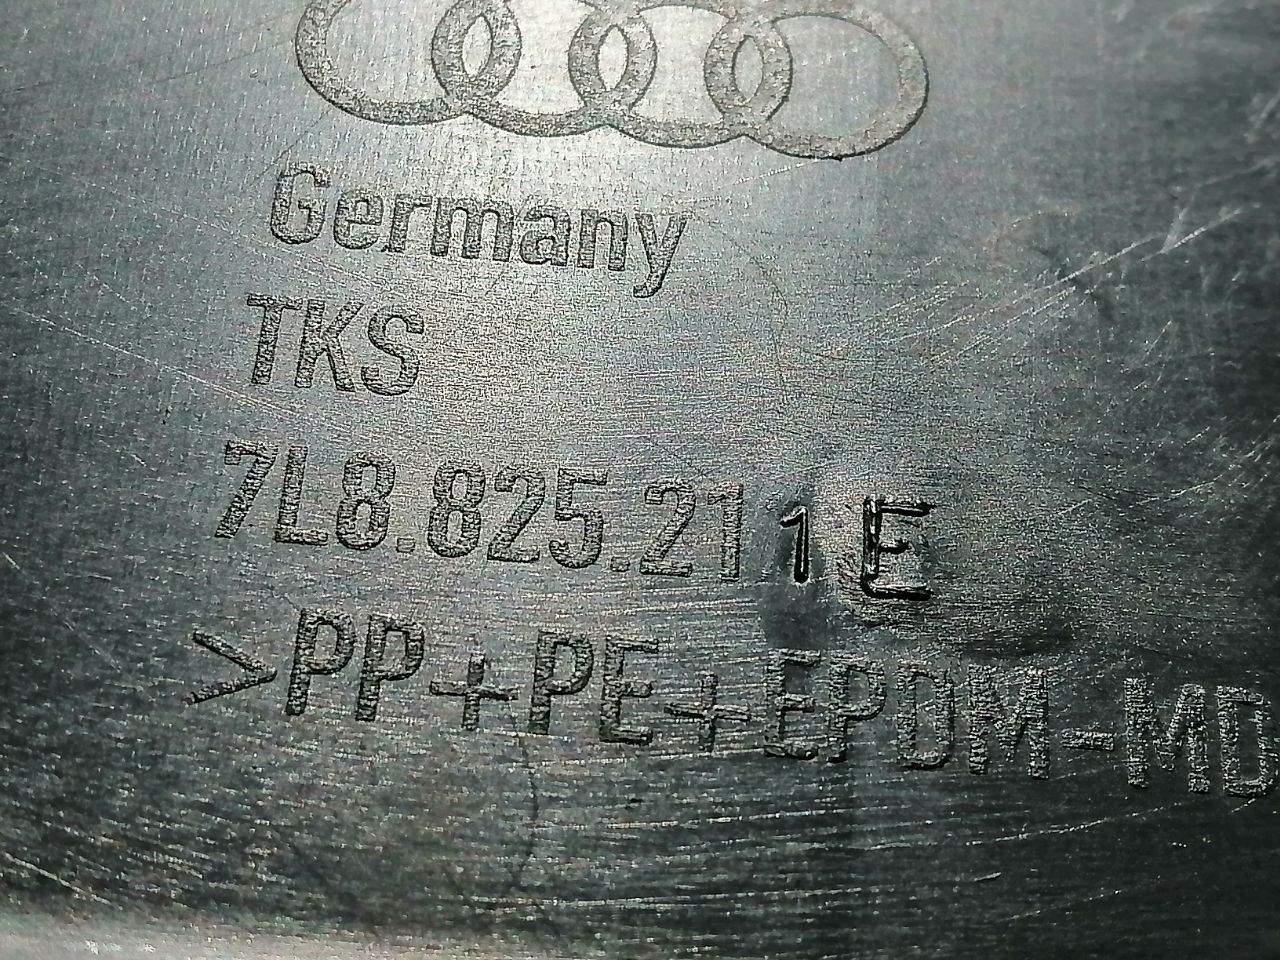 Germany
TKS
7L8.825.211 E
>PP+PE+EPDM-MD